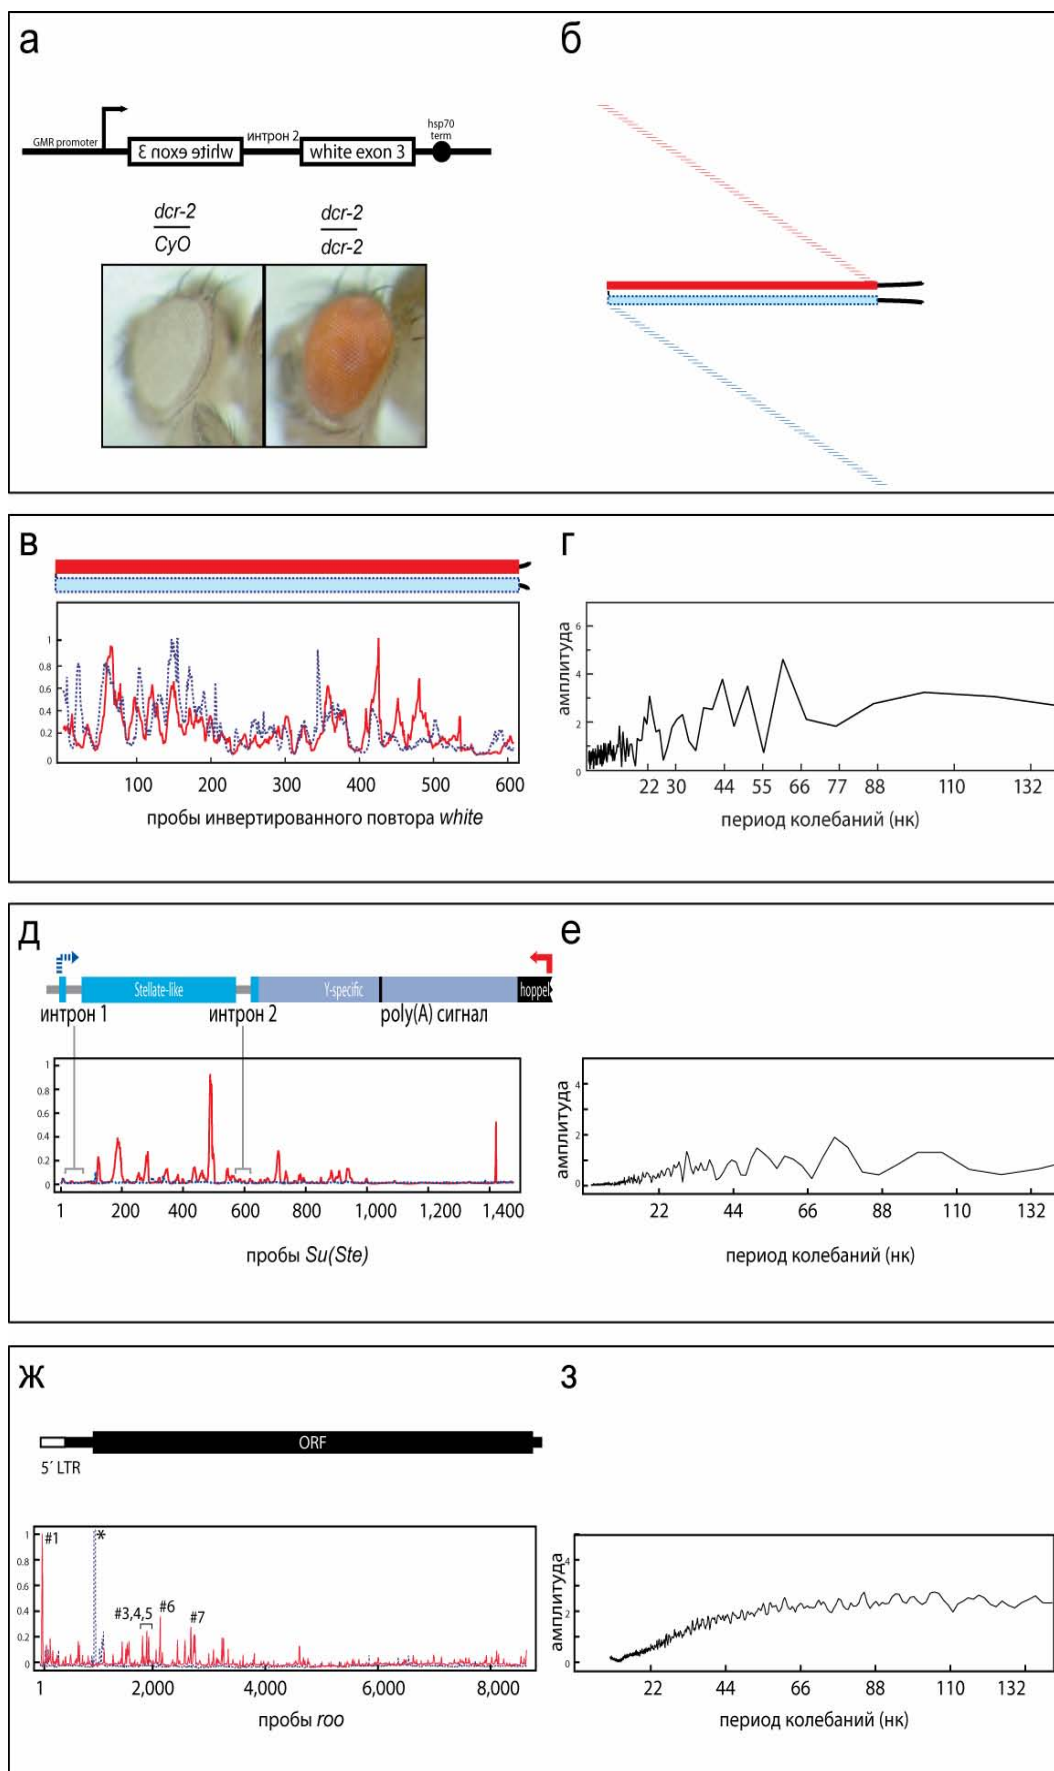 а
б
GMR promoter
white exon 3
интрон 2
white exon 3
hsp70
term
dcr-2
CyO
dcr-2
dcr-2
в
1
0.8
0.6
0.4
0.2
0
100 200 300 400 500 600
пробы инвертированного повтора white
г
амплитуда
6
4
2
0
22 30 44 55 66 77 88 110 132
период колебаний (нк)
д
Stellate-like
Y-specific
hoppel
интрон 1
интрон 2
poly(A) сигнал
1
0.8
0.6
0.4
0.2
0
1 200 400 600 800 1,000 1,200 1,400
пробы Su(Ste)
е
амплитуда
4
2
0
22 44 66 88 110 132
период колебаний (нк)
ж
ORF
5´ LTR
1
0.8
0.6
0.4
0.2
0
#1
*
#3,4,5
#6
#7
1 2,000 4,000 6,000 8,000
пробы roo
з
амплитуда
4
2
0
22 44 66 88 110 132
период колебаний (нк)